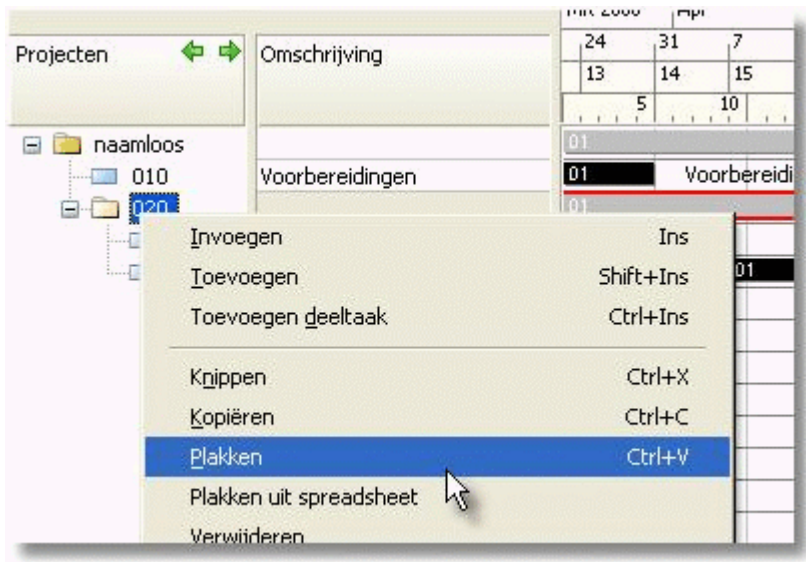 Apr
Projecten
Omschrijving
24 31 7
13 14 15
5 10
naamloos
01
010 Voorbereidingen 01 Voorbereidi
020 01
Invoegen Ins
Toevoegen Shift+Ins 01
Toevoegen deeltaak Ctrl+Ins
Knippen Ctrl+X
Kopiëren Ctrl+C
Plakken Ctrl+V
Plakken uit spreadsheet
Verwijderen